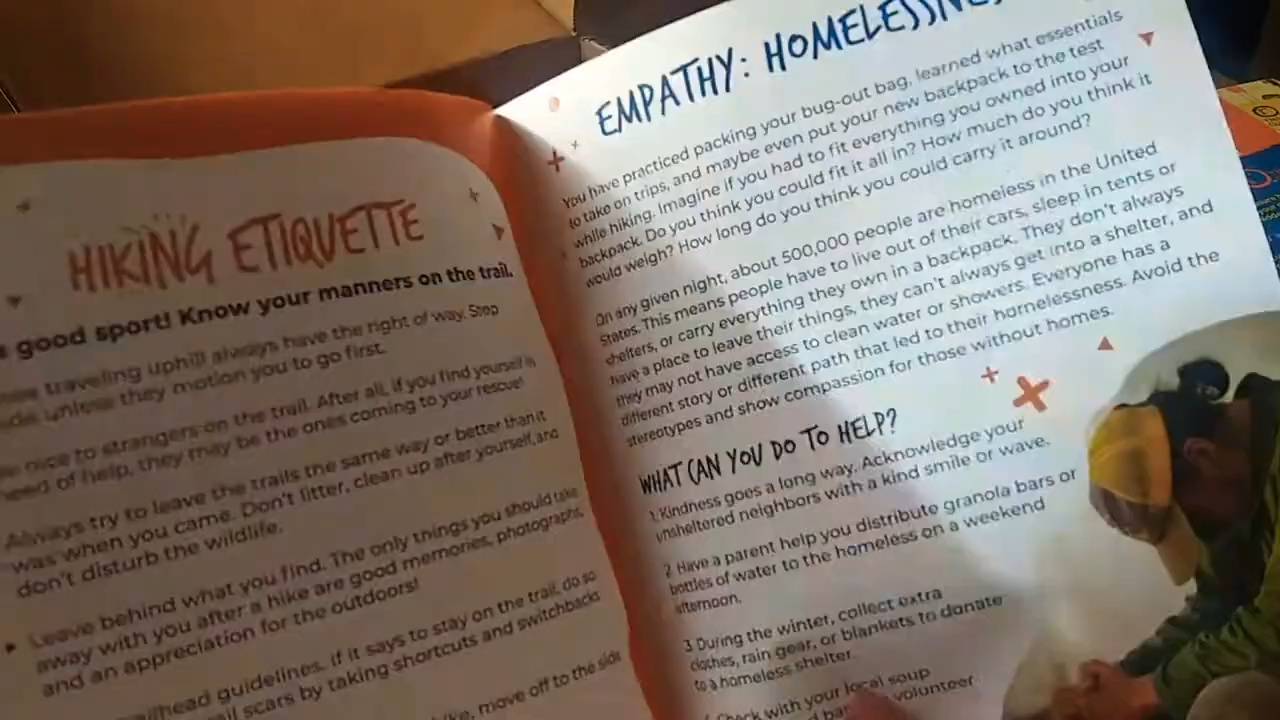 HIKING ETIQUETTE
good sport! Know your manners on the trail.
traveling uphill always have the right of way. Step
unless they motion you to go first.
nice to strangers on the trail. After all, if you find yourself in
need of help, they may be the ones coming to your rescue!
Always try to leave the trails the same way or better than it
was when you came. Don't litter, clean up after yourself, and
don't disturb the wildlife.
Leave behind what you find. The only things you should take
away with you after a hike are good memories, photographs,
and an appreciation for the outdoors!
guidelines. If it says to stay on the trail, do so
scars by taking shortcuts and switchbacks
move off to the side
EMPATHY: HOMELESSNE
You have practiced packing your bug-out bag, learned what essentials
to take on trips, and maybe even put your new backpack to the test
while hiking. Imagine if you had to fit everything you owned into your
backpack. Do you think you could fit it all in? How much do you think it
would weigh? How long do you think you could carry it around?
On any given night, about 500,000 people are homeless in the United
States. This means people have to live out of their cars, sleep in tents or
shelters, or carry everything they own in a backpack. They don't always
have a place to leave their things, they can't always get into a shelter, and
they may not have access to clean water or showers. Everyone has a
different story or different path that led to their homelessness. Avoid the
stereotypes and show compassion for those without homes.
WHAT CAN YOU DO TO HELP?
1. Kindness goes a long way. Acknowledge your
unsheltered neighbors with a kind smile or wave.
2 Have a parent help you distribute granola bars or
bottles of water to the homeless on a weekend
afternoon.
3 During the winter, collect extra
clothes, rain gear, or blankets to donate
to a homeless shelter.
Check with your local soup
volunteer